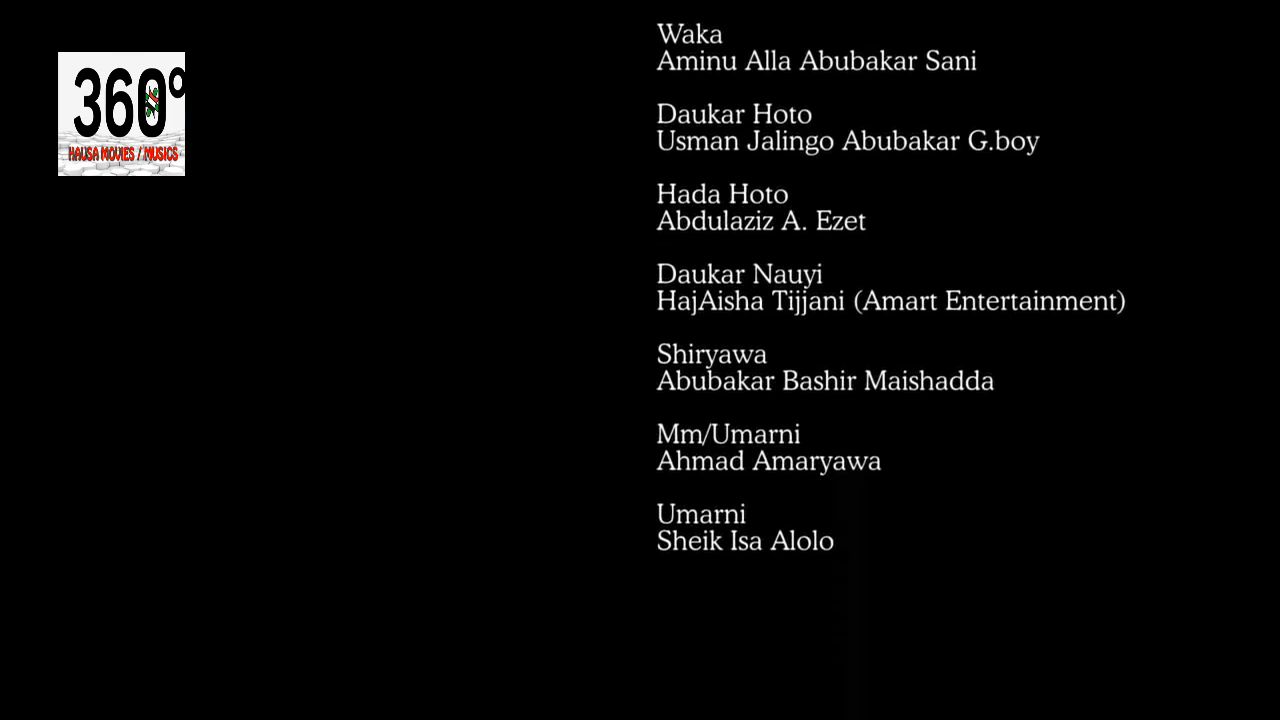 360°
HAUSA MOVIES / MUSICS
Waka
Aminu Alla Abubakar Sani
Daukar Hoto
Usman Jalingo Abubakar G.boy
Hada Hoto
Abdulaziz A. Ezet
Daukar Nauyi
HajAisha Tijjani (Amart Entertainment)
Shiryawa
Abubakar Bashir Maishadda
Mm/Umarni
Ahmad Amaryawa
Umarni
Sheik Isa Alolo